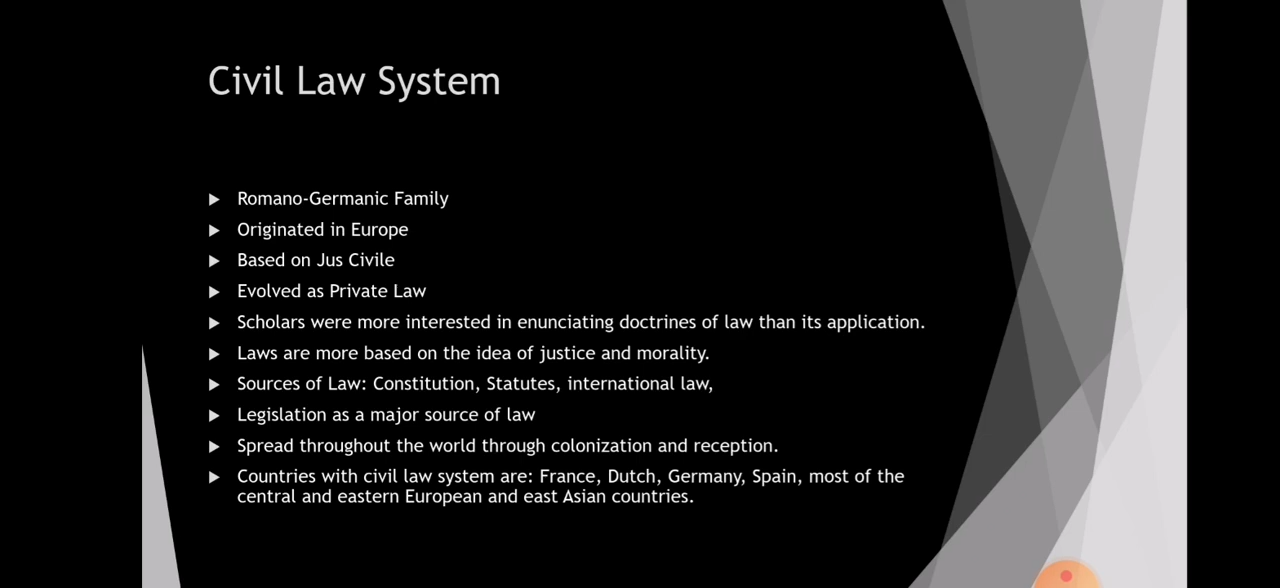 Civil Law System
Romano-Germanic Family
Originated in Europe
Based on Jus Civile
Evolved as Private Law
Scholars were more interested in enunciating doctrines of law than its application.
Laws are more based on the idea of justice and morality.
Sources of Law: Constitution, Statutes, international law,
Legislation as a major source of law
Spread throughout the world through colonization and reception.
Countries with civil law system are: France, Dutch, Germany, Spain, most of the
central and eastern European and east Asian countries.